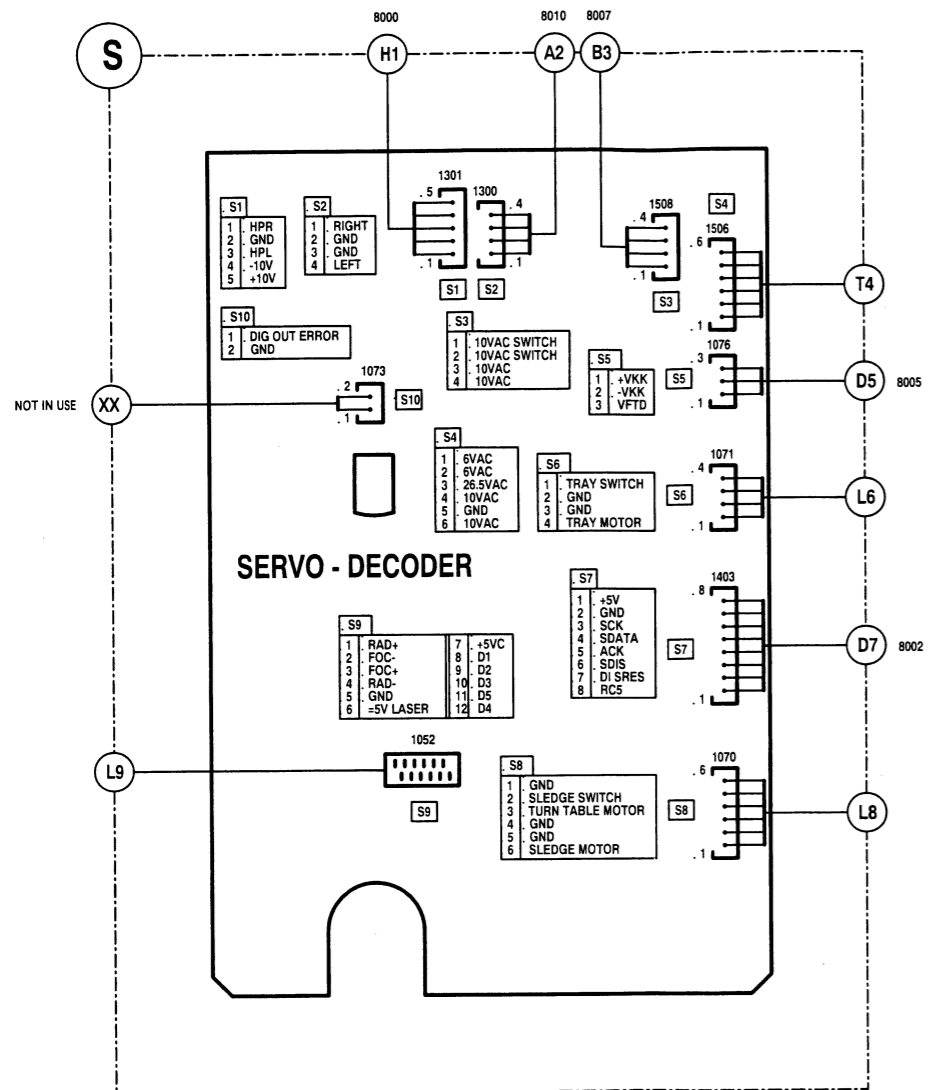 8000
8010 8007
S
H1
A2
B3
1301
1300
. 5
. 4
. 1
. 1
S1
S2
1508
. 4
. 1
S3
S4
1506
. 6
. 1
T4
. S1
1 . HPR
2 . GND
3 . HPL
4 . -10V
5 . +10V
. S2
1 . RIGHT
2 . GND
3 . GND
4 . LEFT
. S10
1 . DIG OUT ERROR
2 GND
. S3
1 . 10VAC SWITCH
2 . 10VAC SWITCH
3 . 10VAC
4 . 10VAC
. S5
1 . +VKK
2 . -VKK
3 VFTD
S5
1076
. 3
. 1
D5
8005
NOT IN USE
XX
1073
. 2
. 1
S10
. S4
1 . 6VAC
2 . 6VAC
3 . 26.5VAC
4 . 10VAC
5 . GND
6 . 10VAC
. S6
1 . TRAY SWITCH
2 . GND
3 . GND
4 . TRAY MOTOR
S6
1071
. 4
. 1
L6
SERVO - DECODER
. S7
1 . +5V
2 . GND
3 . SCK
4 . SDATA
5 . ACK
6 . SDIS
7 . DI SRES
8 RC5
S7
1403
. 8
. 1
D7
8002
. S9
1 . RAD+ 7 . +5VC
2 . FOC- 8 . D1
3 . FOC+ 9 . D2
4 . RAD- 10 . D3
5 . GND 11 . D5
6 =5V LASER 12 . D4
L9
1052
S9
. S8
1 . GND
2 . SLEDGE SWITCH
3 . TURN TABLE MOTOR
4 . GND
5 . GND
6 SLEDGE MOTOR
S8
1070
. 6
. 1
L8